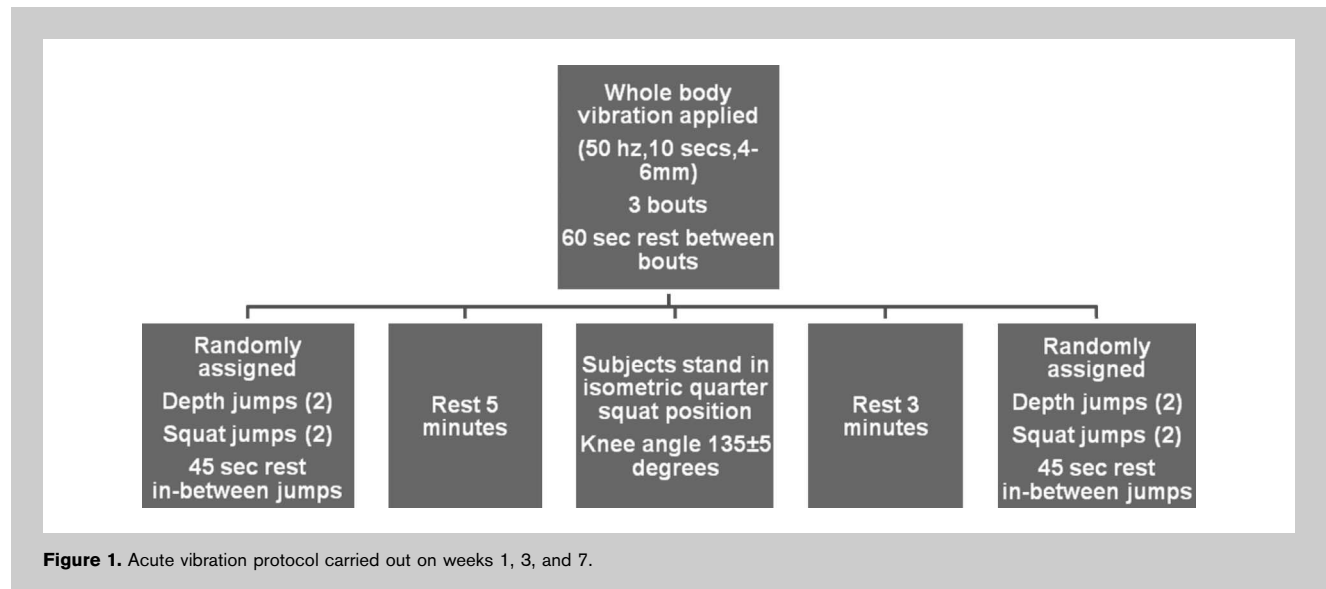 Whole body
vibration applied
(50 hz,10 secs,4-
6mm)
3 bouts
60 sec rest between
bouts
Randomly
assigned
Depth jumps (2)
Squat jumps (2)
45 sec rest
in-between jumps
Rest 5
minutes
Subjects stand in
isometric quarter
squat position
Knee angle 135±5
degrees
Rest 3
minutes
Randomly
assigned
Depth jumps (2)
Squat jumps (2)
45 sec rest
in-between jumps
Figure 1. Acute vibration protocol carried out on weeks 1, 3, and 7.